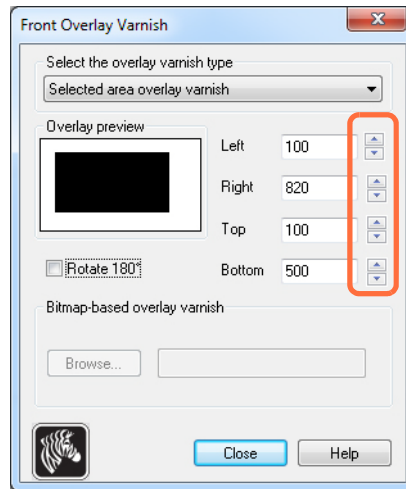 Front Overlay Varnish
Select the overlay varnish type
Selected area overlay varnish
Overlay preview
Left 100
Right 820
Top 100
Rotate 180°
Bottom 500
Bitmap-based overlay varnish
Browse...
Close Help